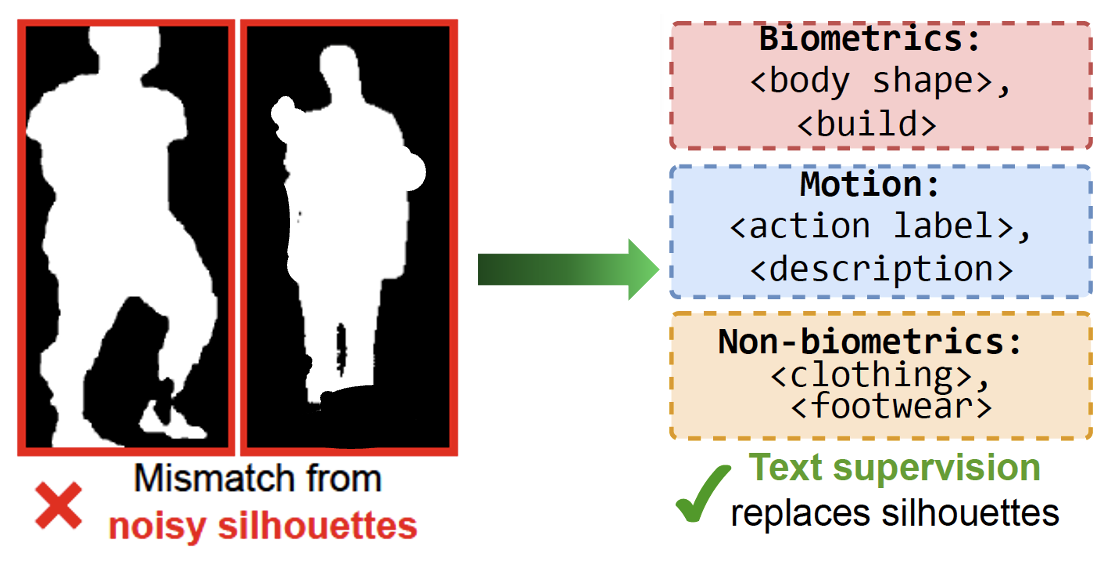 Mismatch from
noisy silhouettes
Biometrics:
<body shape>,
<build>
Motion:
<action label>,
<description>
Non-biometrics:
<clothing>,
<footwear>
Text supervision
replaces silhouettes